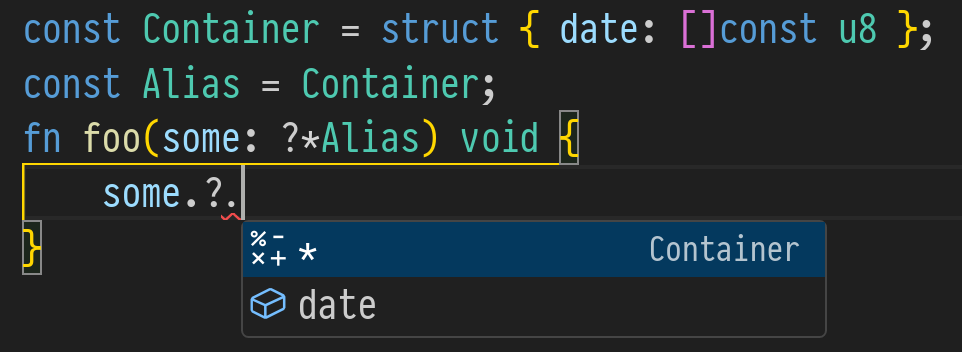 const Container = struct { date: []const u8 };
const Alias = Container;
fn foo(some: ?*Alias) void {
    some.?.
* Container
date
}